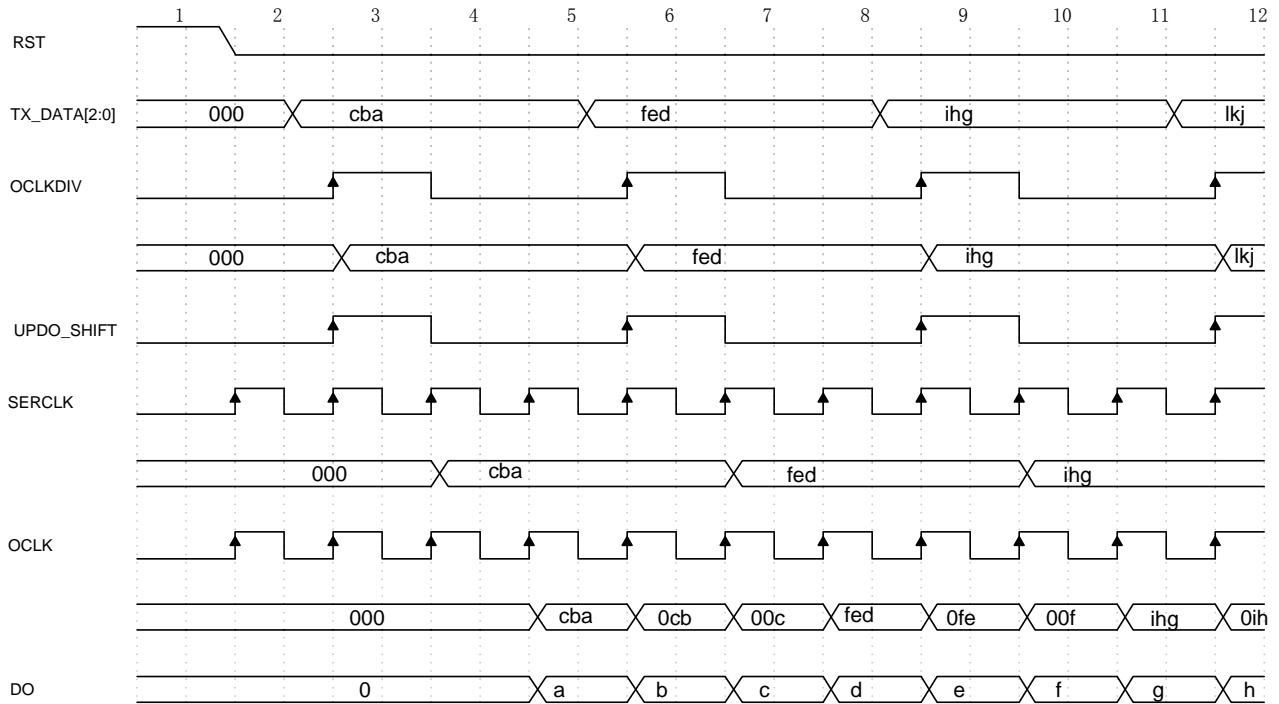 1 2 3 4 5 6 7 8 9 10 11 12
RST
TX_DATA[2:0] 000 cba fed ihg lkj
OCLKDIV
000 cba fed ihg lkj
UPDO_SHIFT
SERCLK
000 cba fed ihg
OCLK
000 cba 0cb 00c fed 0fe 00f ihg 0ih
DO 0 a b c d e f g h